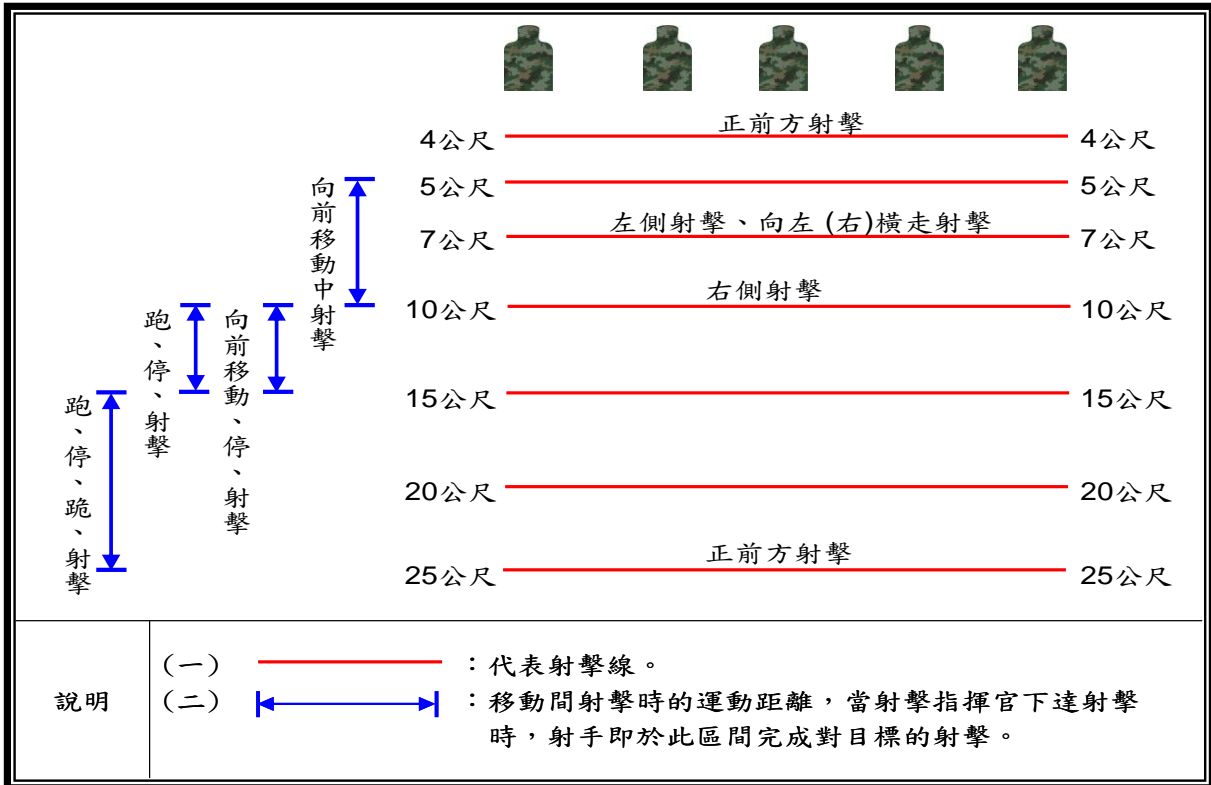 正前方射擊
4公尺 4公尺
5公尺 5公尺
左側射擊、向左 (右)橫走射擊
7公尺 7公尺
右側射擊
10公尺 10公尺
15公尺 15公尺
20公尺 20公尺
正前方射擊
25公尺 25公尺
向前移動中射擊
向前移動、停、射擊
跑、停、射擊
跑、停、跪、射擊
說明
(一) ：代表射擊線。
(二) ：移動間射擊時的運動距離，當射擊指揮官下達射擊
時，射手即於此區間完成對目標的射擊。